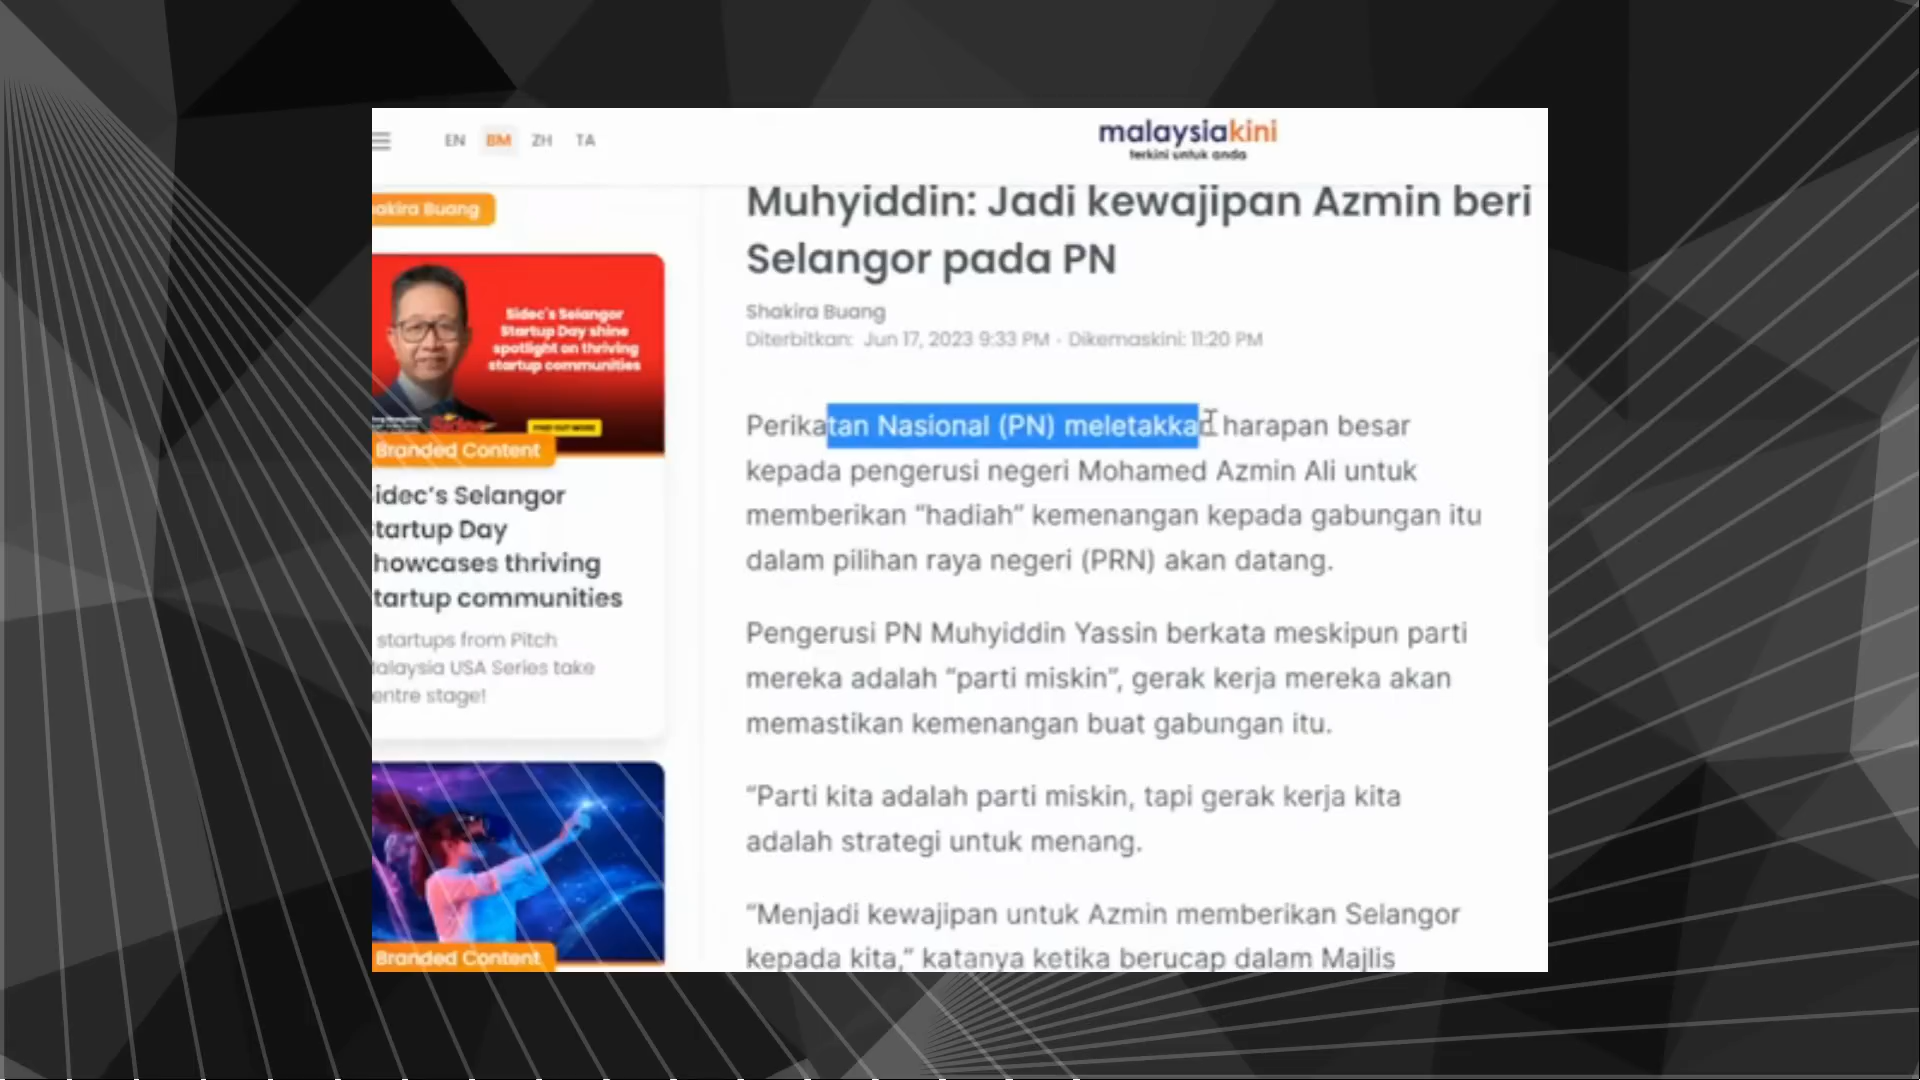 EN BM ZH TA
malaysiakini
terkini untuk anda
akira Buang
Sidec's Selangor
Startup Day shine
spotlight on thriving
startup communities
FIND OUT MORE
Branded Content
idec's Selangor
tartup Day
howcases thriving
tartup communities
startups from Pitch
alaysia USA Series take
entre stage!
Branded Content
Muhyiddin: Jadi kewajipan Azmin beri
Selangor pada PN
Shakira Buang
Diterbitkan: Jun 17, 2023 9:33 PM · Dikemaskini: 11:20 PM
Perikatan Nasional (PN) meletakkan harapan besar
kepada pengerusi negeri Mohamed Azmin Ali untuk
memberikan “hadiah” kemenangan kepada gabungan itu
dalam pilihan raya negeri (PRN) akan datang.
Pengerusi PN Muhyiddin Yassin berkata meskipun parti
mereka adalah “parti miskin”, gerak kerja mereka akan
memastikan kemenangan buat gabungan itu.
“Parti kita adalah parti miskin, tapi gerak kerja kita
adalah strategi untuk menang.
“Menjadi kewajipan untuk Azmin memberikan Selangor
kepada kita,” katanya ketika berucap dalam Majlis